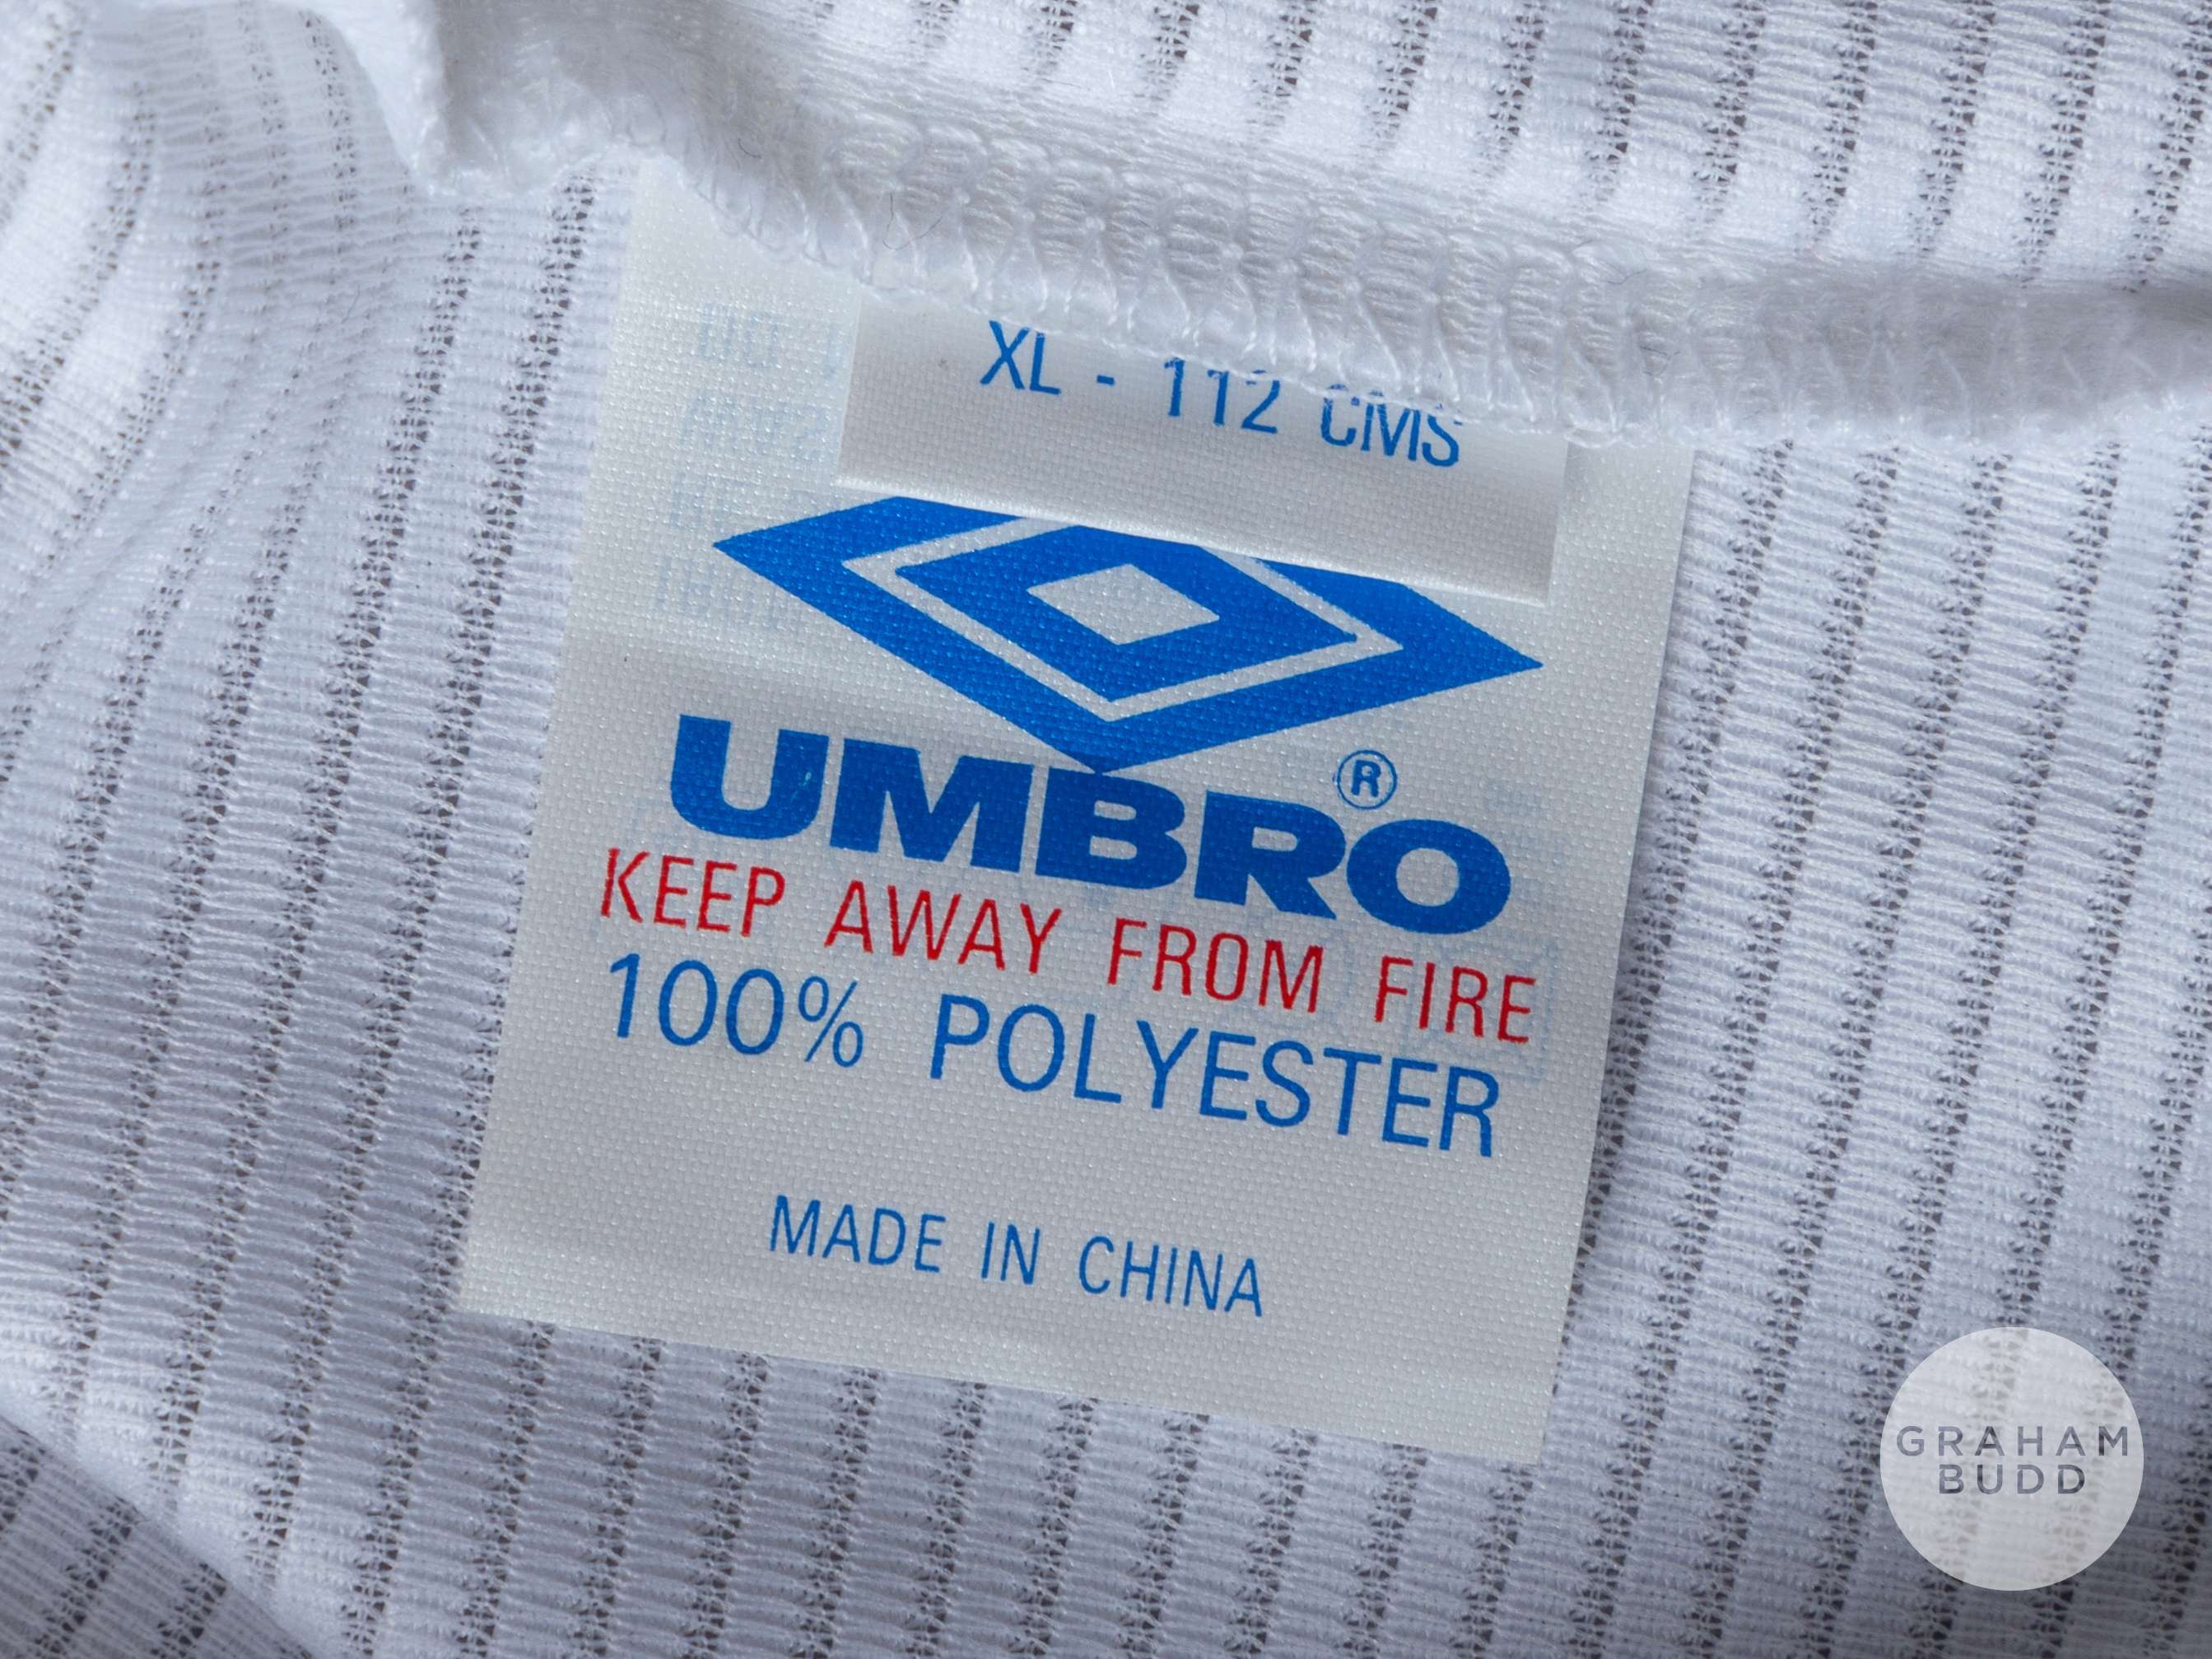 XL - 112 CMS
UMBRO®
KEEP AWAY FROM FIRE
100% POLYESTER
MADE IN CHINA
GRAHAM
BUDD